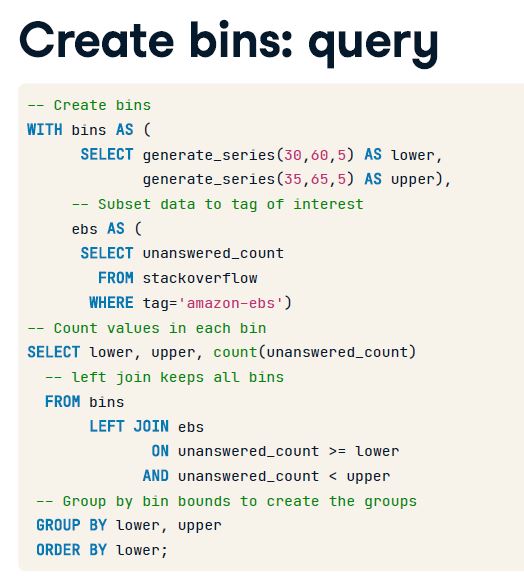 Create bins: query
-- Create bins
WITH bins AS (
      SELECT generate_series(30,60,5) AS lower,
             generate_series(35,65,5) AS upper),
     -- Subset data to tag of interest
     ebs AS (
      SELECT unanswered_count
        FROM stackoverflow
       WHERE tag='amazon-ebs')
-- Count values in each bin
SELECT lower, upper, count(unanswered_count)
  -- left join keeps all bins
  FROM bins
       LEFT JOIN ebs
              ON unanswered_count >= lower
             AND unanswered_count < upper
 -- Group by bin bounds to create the groups
 GROUP BY lower, upper
 ORDER BY lower;